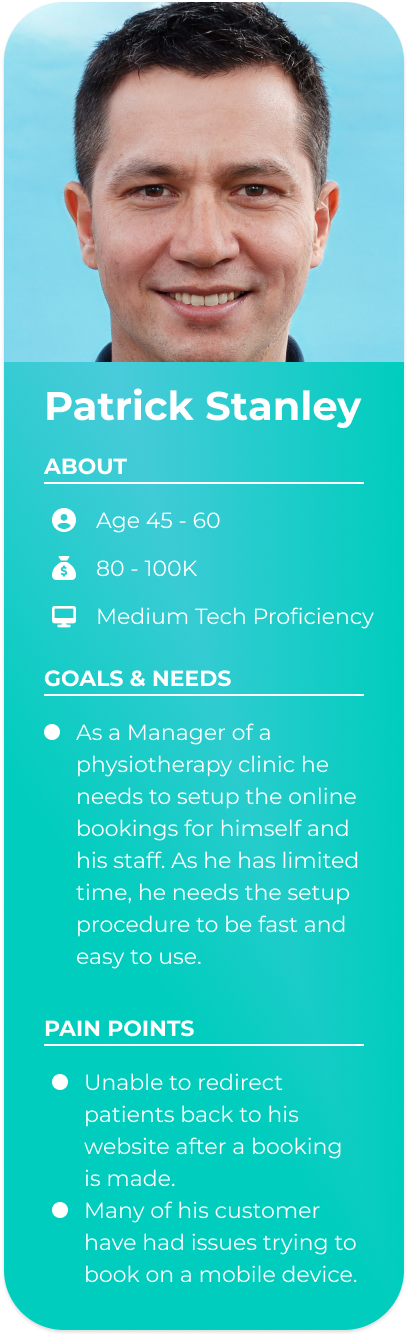 Patrick Stanley
ABOUT
Age 45 - 60
80 - 100K
Medium Tech Proficiency
GOALS & NEEDS
As a Manager of a
physiotherapy clinic he
needs to setup the online
bookings for himself and
his staff. As he has limited
time, he needs the setup
procedure to be fast and
easy to use.
PAIN POINTS
Unable to redirect
patients back to his
website after a booking
is made.
Many of his customer
have had issues trying to
book on a mobile device.